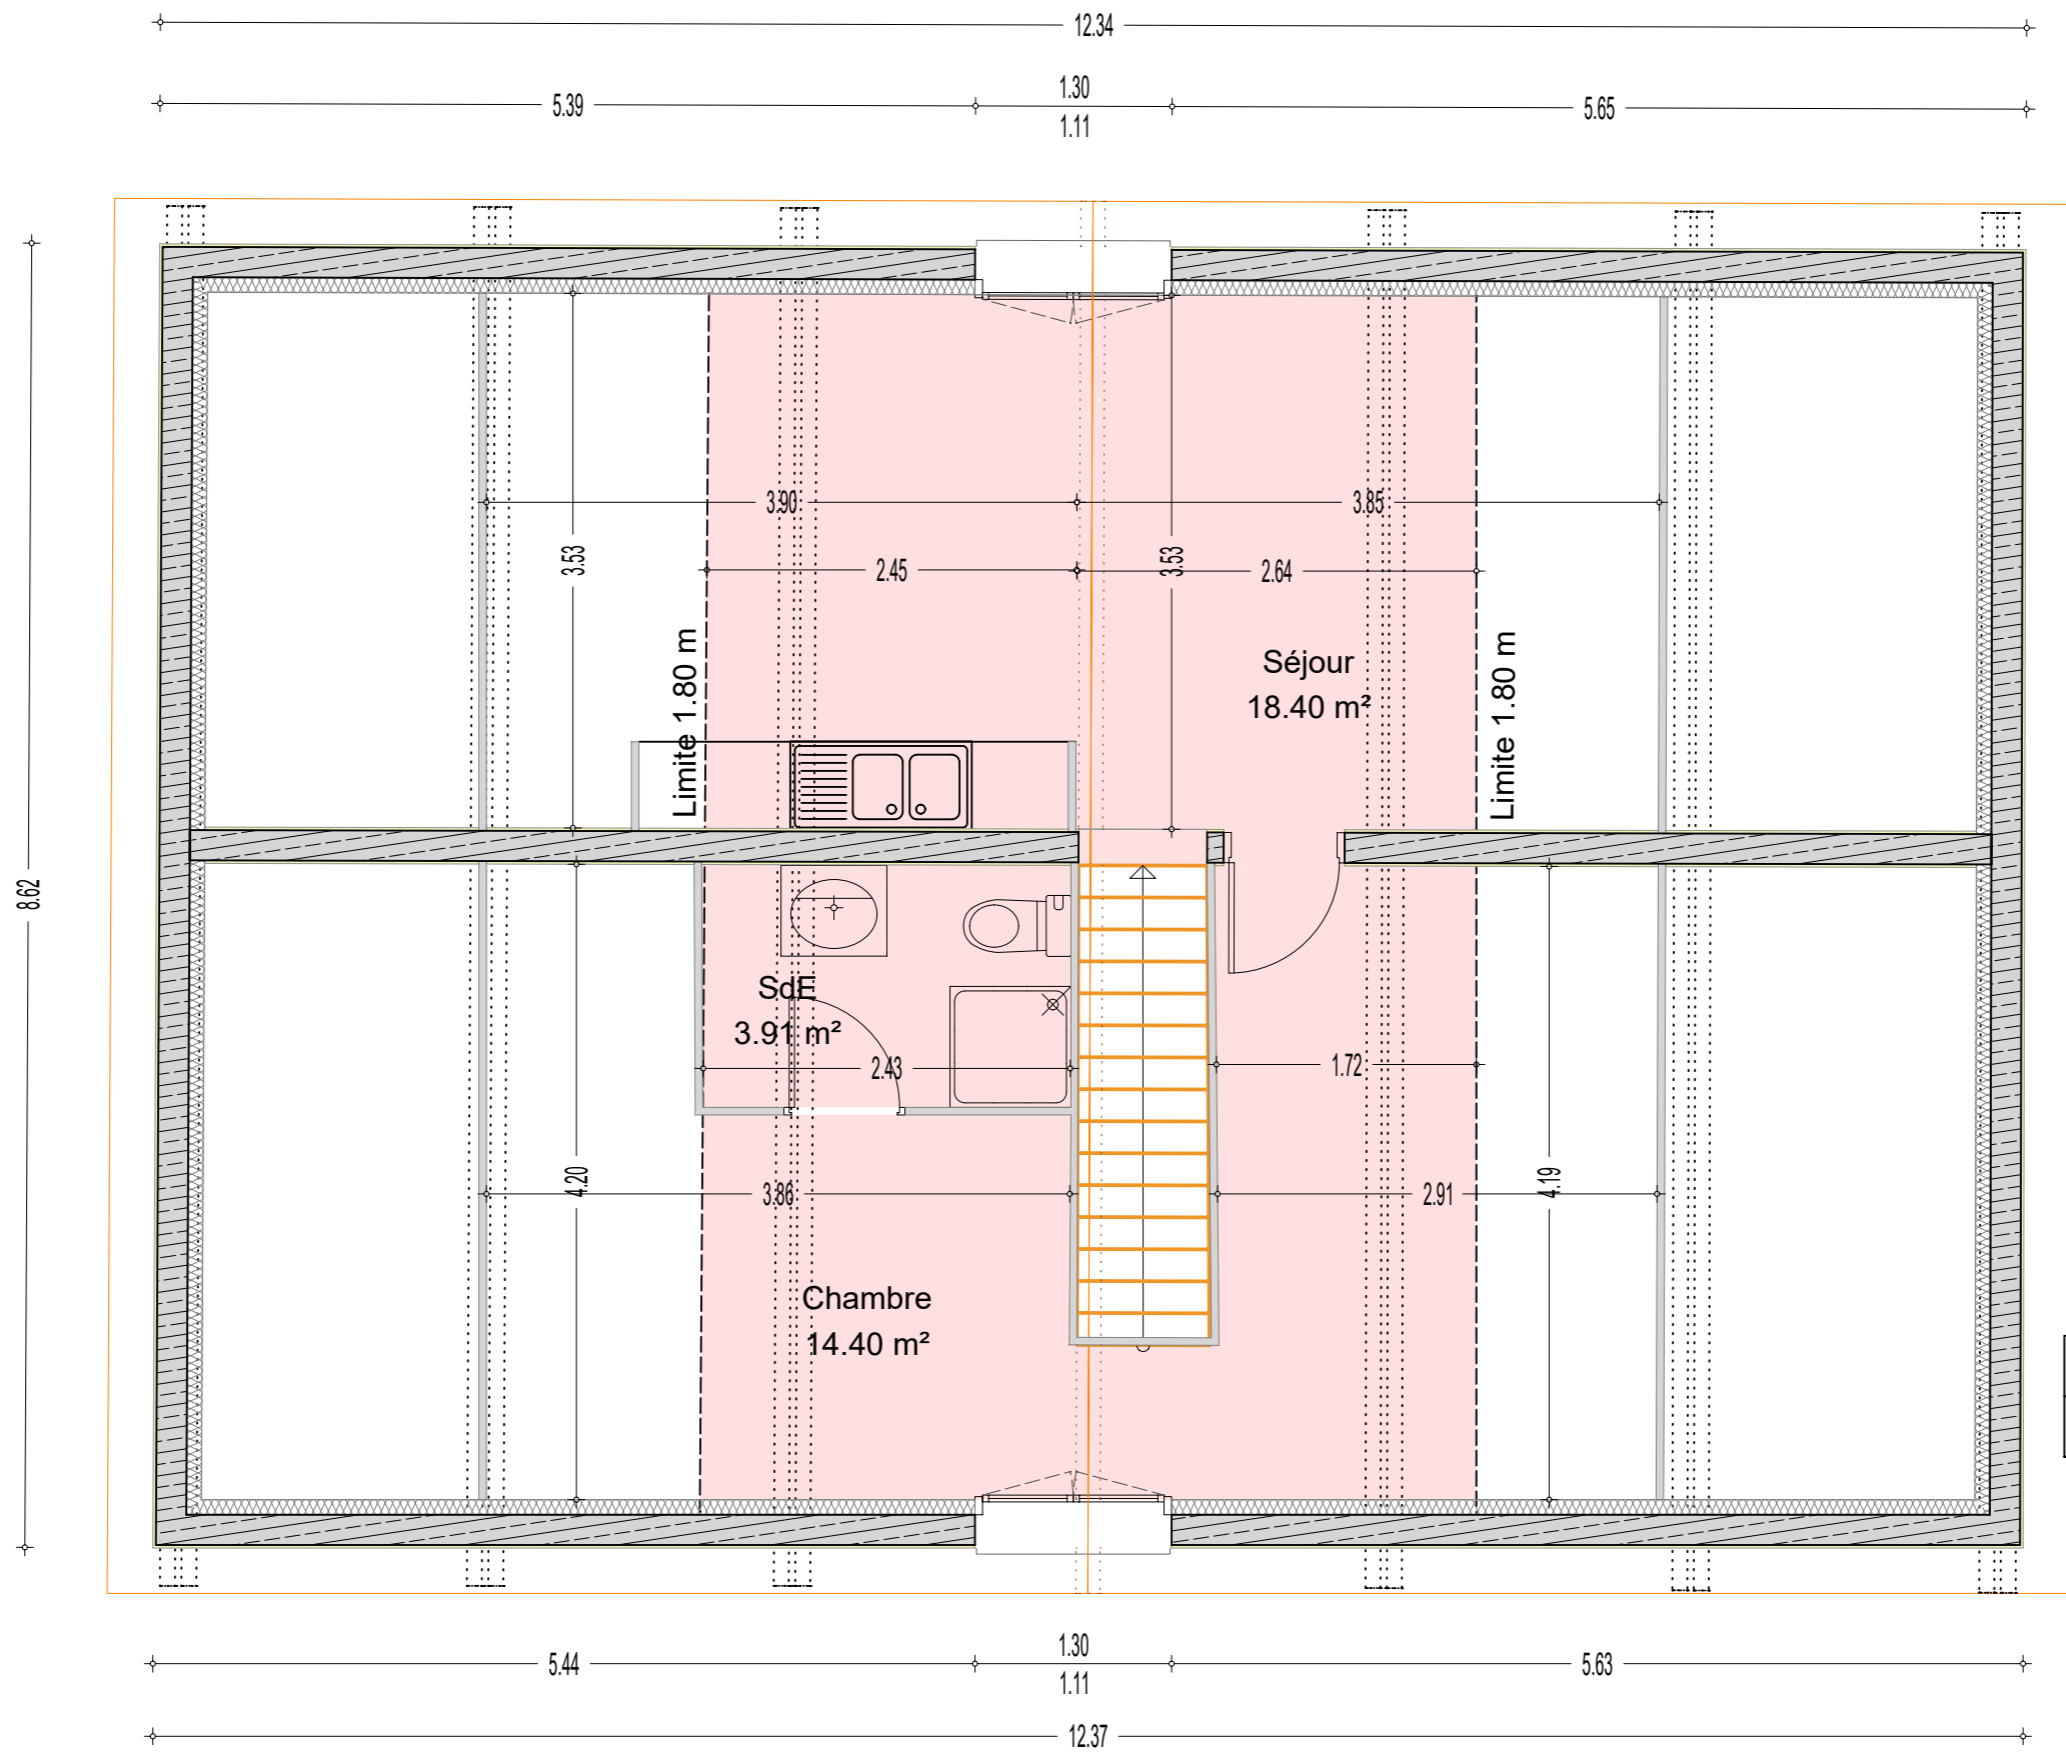 12.34
5.39
1.30
1.11
5.65
3.90
3.85
3.53
3.53
2.45
2.64
Séjour
18.40 m²
Limite 1.80 m
Limite 1.80 m
8.62
SdE
3.91 m²
2.43
1.72
4.20
3.86
2.91
4.19
Chambre
14.40 m²
5.44
1.30
1.11
5.63
12.37